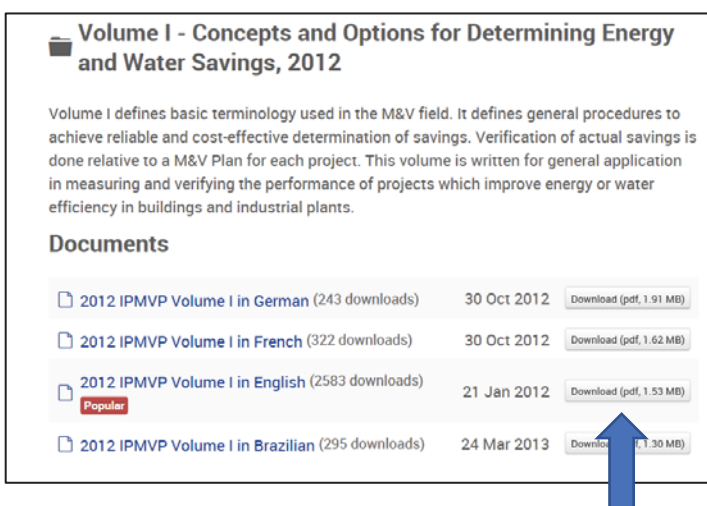 Volume I - Concepts and Options for Determining Energy
and Water Savings, 2012
Volume I defines basic terminology used in the M&V field. It defines general procedures to
achieve reliable and cost-effective determination of savings. Verification of actual savings is
done relative to a M&V Plan for each project. This volume is written for general application
in measuring and verifying the performance of projects which improve energy or water
efficiency in buildings and industrial plants.
Documents
2012 IPMVP Volume I in German (243 downloads) 30 Oct 2012 Download (pdf, 1.91 MB)
2012 IPMVP Volume I in French (322 downloads) 30 Oct 2012 Download (pdf, 1.62 MB)
2012 IPMVP Volume I in English (2583 downloads) 21 Jan 2012 Download (pdf, 1.53 MB)
Popular
2012 IPMVP Volume I in Brazilian (295 downloads) 24 Mar 2013 1.30 MB)